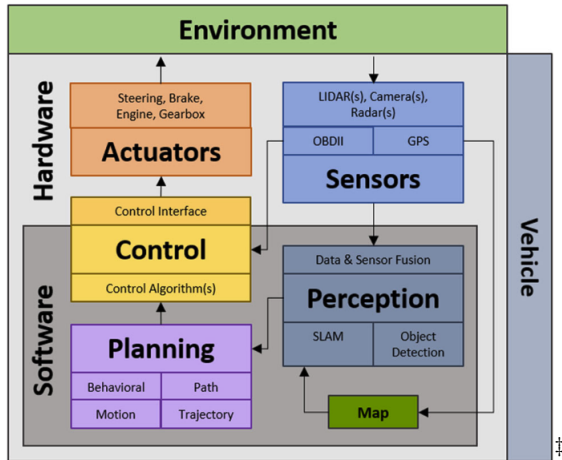 Environment
Hardware
Steering, Brake,
Engine, Gearbox
Actuators
LIDAR(s), Camera(s),
Radar(s)
OBDII
GPS
Sensors
Vehicle
Control Interface
Control
Control Algorithm(s)
Software
Data & Sensor Fusion
Perception
SLAM
Object
Detection
Planning
Behavioral
Path
Motion
Trajectory
Map
‡